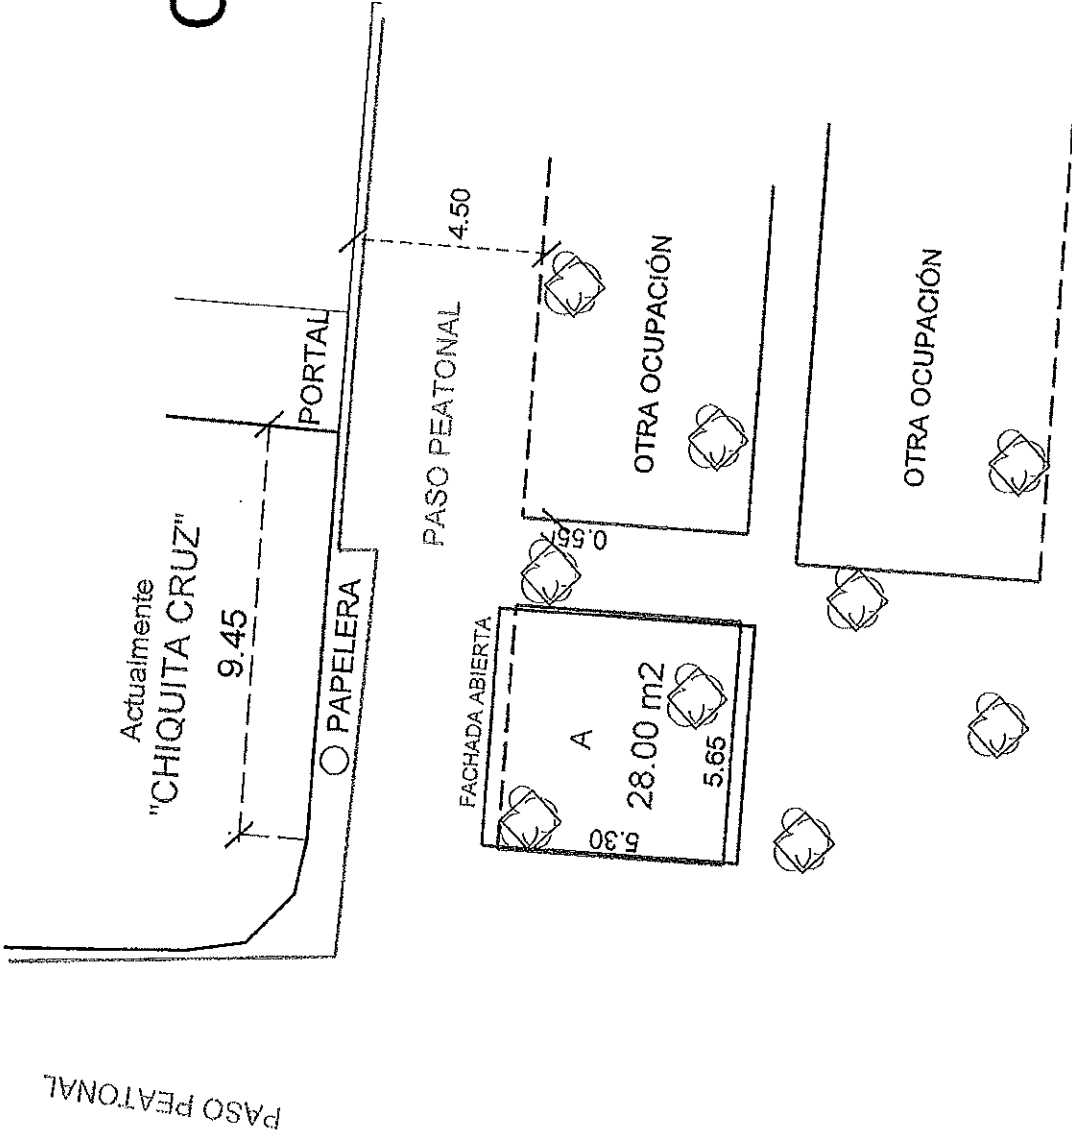 Actualmente
"CHIQUITA CRUZ"
9.45
PORTAL
PAPELERA
4.50
PASO PEATONAL
OTRA OCUPACIÓN
0.55
FACHADA ABIERTA
A
28.00 m2
5.65
5.30
OTRA OCUPACIÓN
PASO PEATONAL